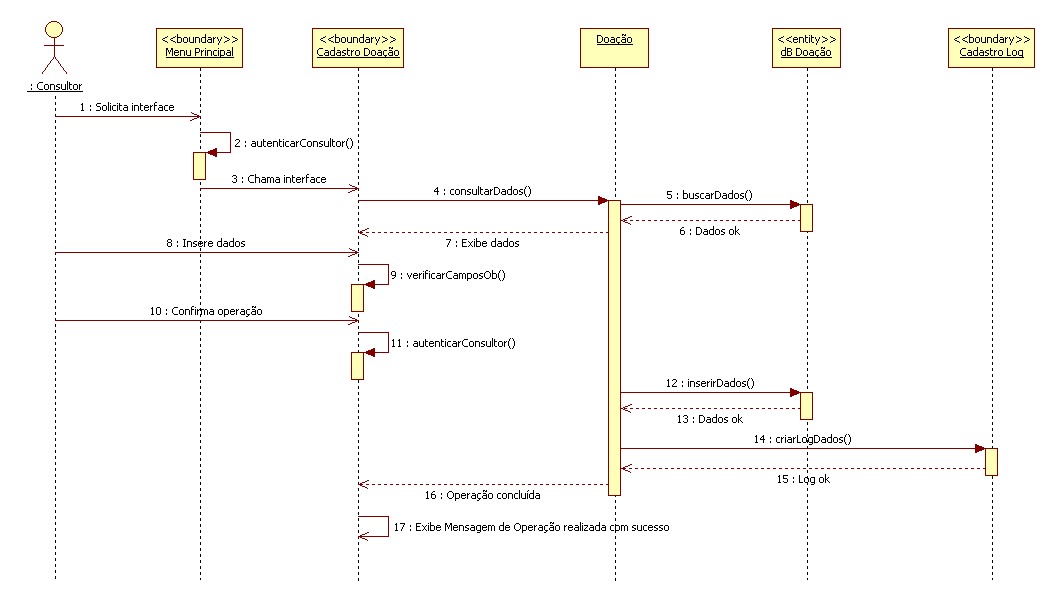 <<boundary>>
Menu Principal
<<boundary>>
Cadastro Doação
Doação
<<entity>>
dB Doação
<<boundary>>
Cadastro Log
: Consultor
1 : Solicita interface
2 : autenticarConsultor()
3 : Chama interface
4 : consultarDados()
5 : buscarDados()
6 : Dados ok
7 : Exibe dados
8 : Insere dados
9 : verificarCamposOb()
10 : Confirma operação
11 : autenticarConsultor()
12 : inserirDados()
13 : Dados ok
14 : criarLogDados()
15 : Log ok
16 : Operação concluída
17 : Exibe Mensagem de Operação realizada com sucesso